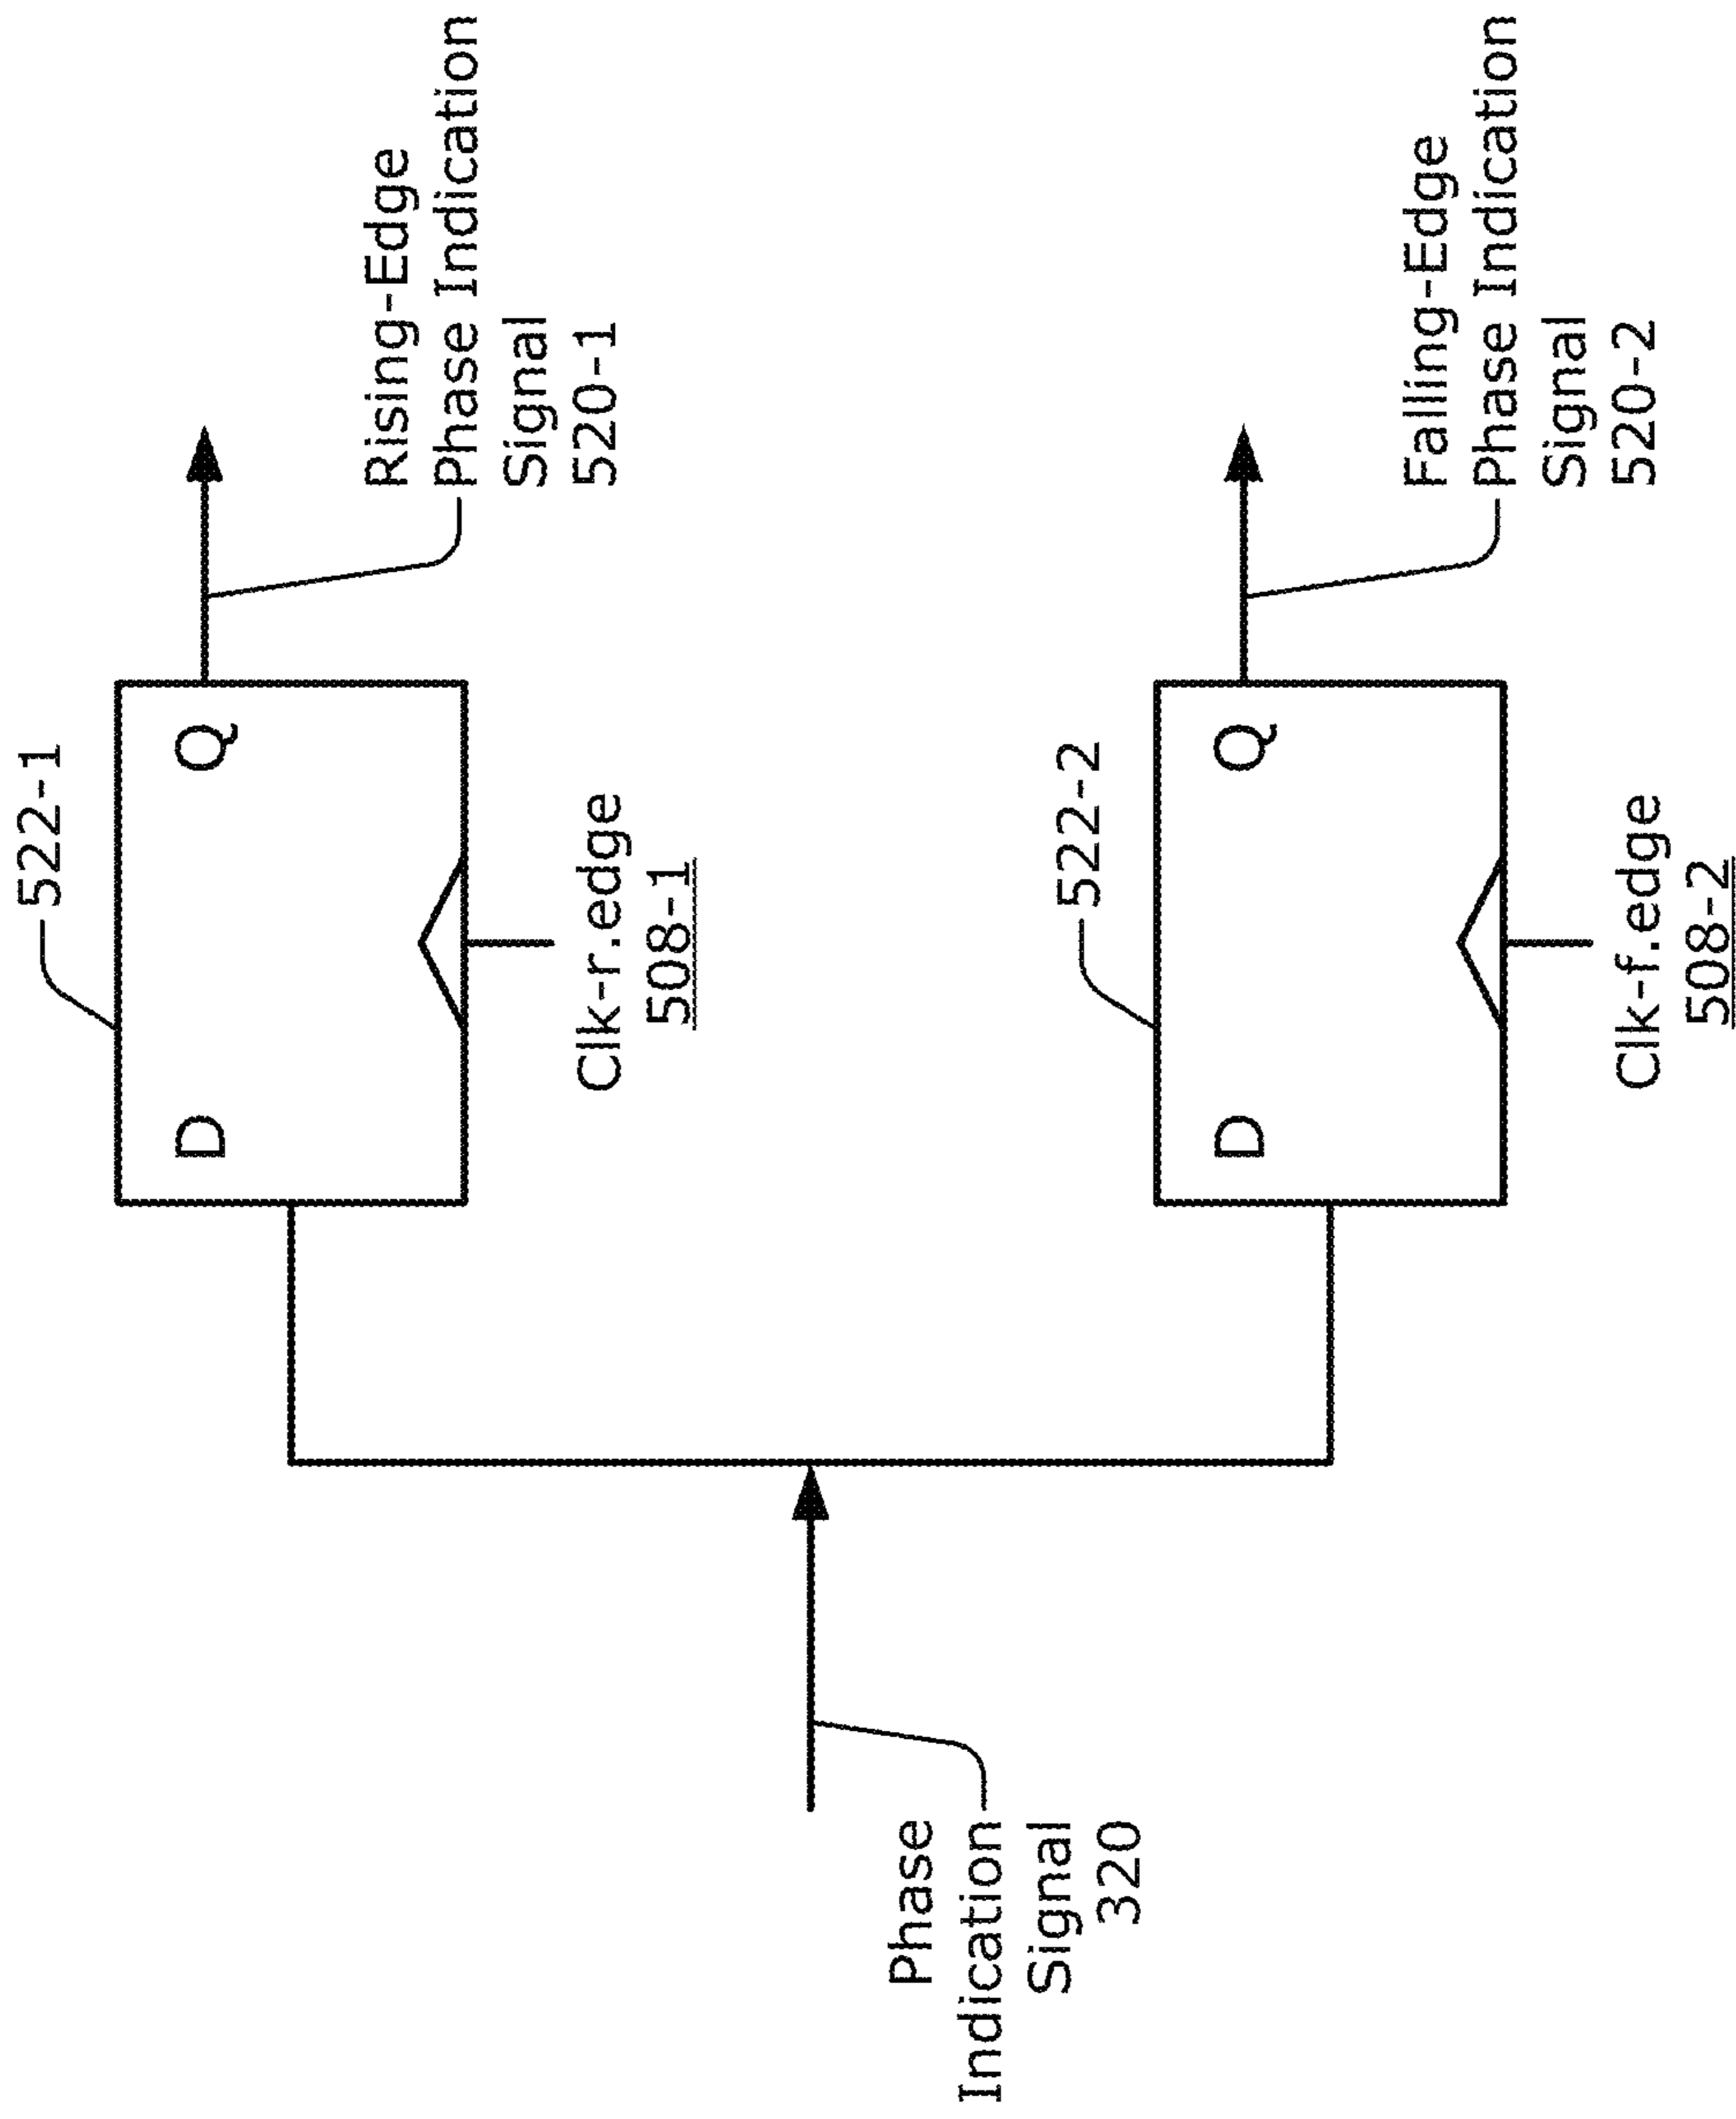 522-1
D
Q
Clk-r.edge
508-1
Rising-Edge
Phase Indication
Signal
520-1
Phase
Indication
Signal
320
522-2
D
Q
Clk-f.edge
508-2
Falling-Edge
Phase Indication
Signal
520-2